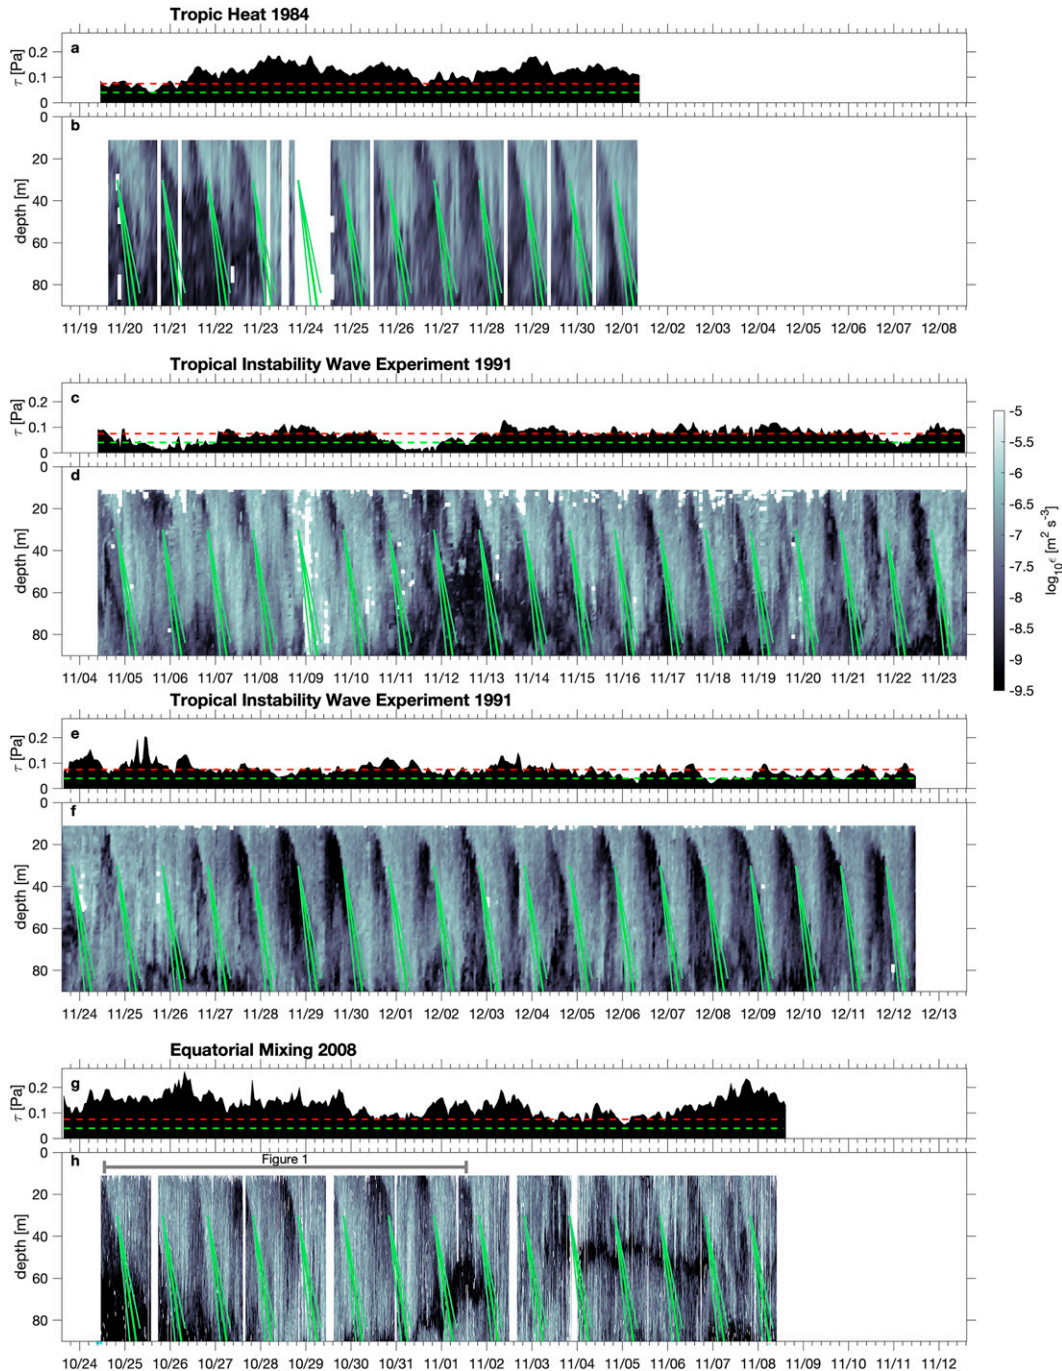 Tropic Heat 1984
a
τ [Pa]
0.2
0.1
0
b
depth [m]
0
20
40
60
80
11/19 11/20 11/21 11/22 11/23 11/24 11/25 11/26 11/27 11/28 11/29 11/30 12/01 12/02 12/03 12/04 12/05 12/06 12/07 12/08
Tropical Instability Wave Experiment 1991
c
τ [Pa]
0.2
0.1
0
d
depth [m]
0
20
40
60
80
11/04 11/05 11/06 11/07 11/08 11/09 11/10 11/11 11/12 11/13 11/14 11/15 11/16 11/17 11/18 11/19 11/20 11/21 11/22 11/23
-5
-5.5
-6
-6.5
-7
-7.5
-8
-8.5
-9
-9.5
log₁₀ϵ [m² s⁻³]
Tropical Instability Wave Experiment 1991
e
τ [Pa]
0.2
0.1
0
f
depth [m]
0
20
40
60
80
11/24 11/25 11/26 11/27 11/28 11/29 11/30 12/01 12/02 12/03 12/04 12/05 12/06 12/07 12/08 12/09 12/10 12/11 12/12 12/13
Equatorial Mixing 2008
g
τ [Pa]
0.2
0.1
0
h
Figure 1
depth [m]
0
20
40
60
80
10/24 10/25 10/26 10/27 10/28 10/29 10/30 10/31 11/01 11/02 11/03 11/04 11/05 11/06 11/07 11/08 11/09 11/10 11/11 11/12